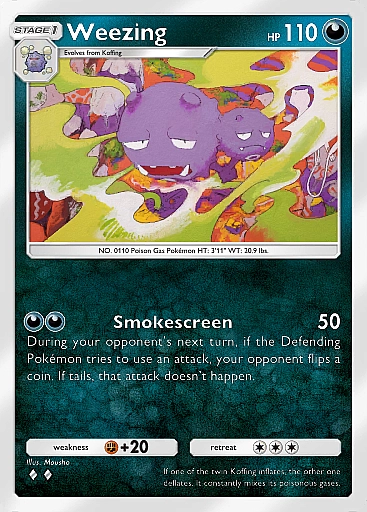 STAGE 1 Weezing HP 110
Evolves from Koffing
NO. 0110 Poison Gas Pokémon HT: 3'11" WT: 20.9 lbs.
Smokescreen 50
During your opponent's next turn, if the Defending
Pokémon tries to use an attack, your opponent flips a
coin. If tails, that attack doesn't happen.
weakness +20 retreat
Illus. Mousho
If one of the twin Koffing inflates, the other one
deflates. It constantly mixes its poisonous gases.